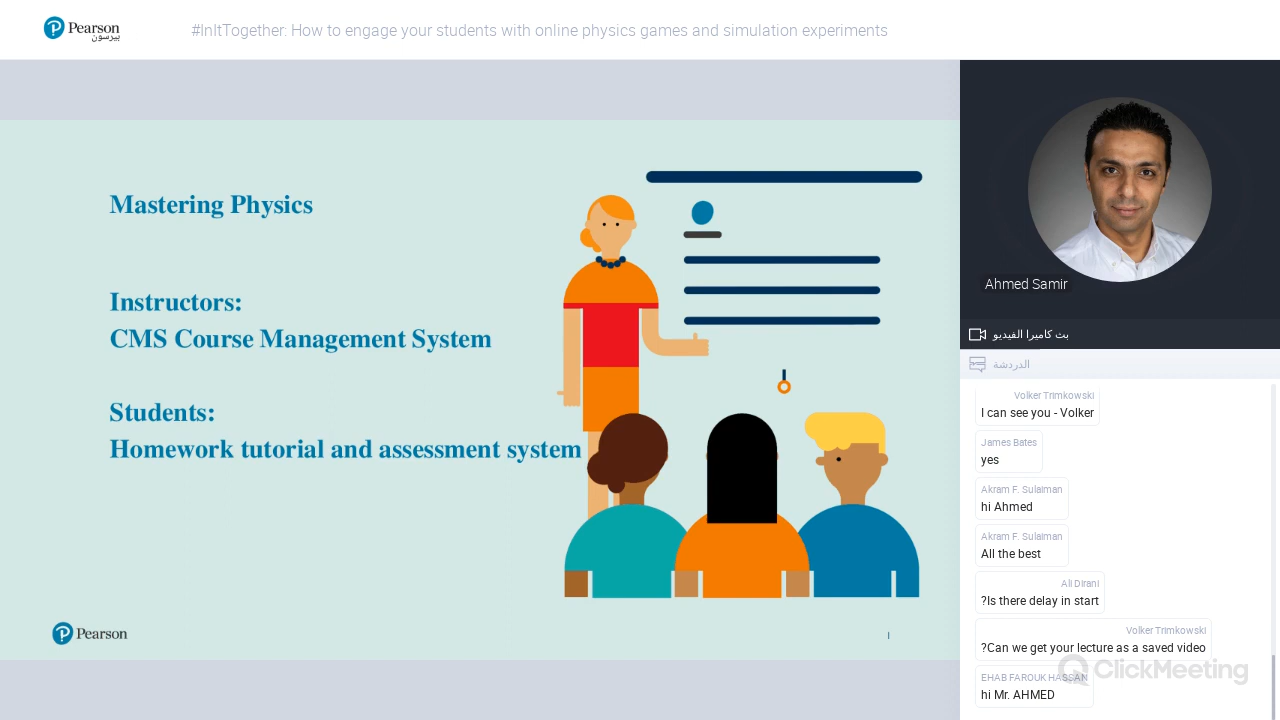 Pearson
بيرسون
#InItTogether: How to engage your students with online physics games and simulation experiments
Mastering Physics
Instructors:
CMS Course Management System
Students:
Homework tutorial and assessment system
Pearson
Ahmed Samir
بث كاميرا الفيديو
الدردشة
Volker Trimkowski
I can see you - Volker
James Bates
yes
Akram F. Sulaiman
hi Ahmed
Akram F. Sulaiman
All the best
Ali Dirani
?Is there delay in start
Volker Trimkowski
?Can we get your lecture as a saved video
EHAB FAROUK HASSAN
hi Mr. AHMED
ClickMeeting